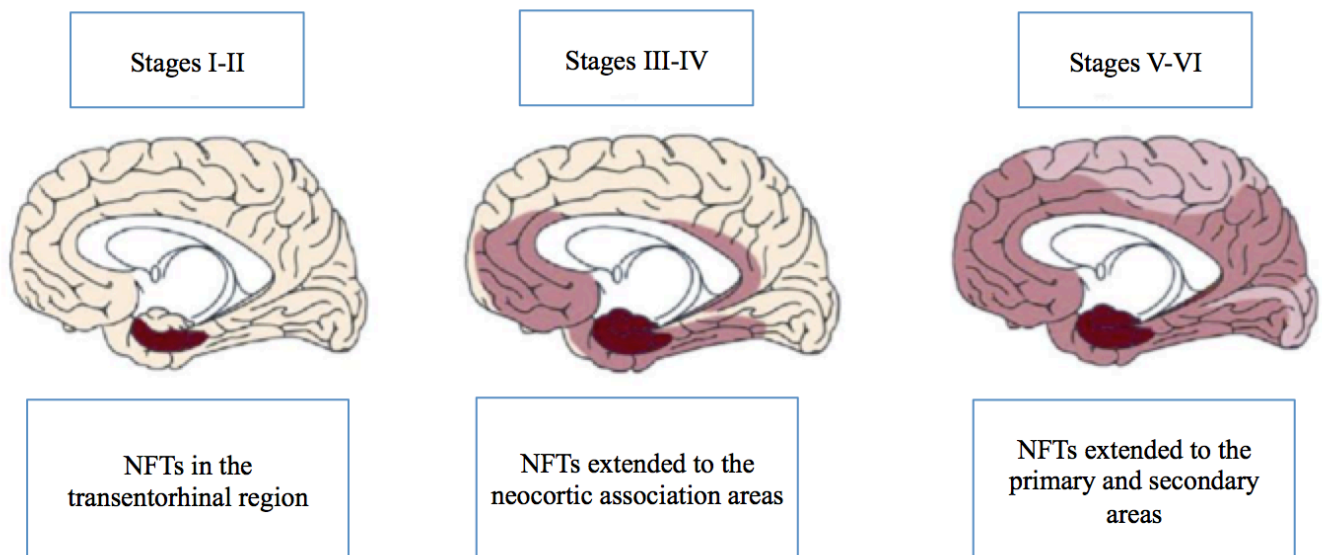 Stages I-II
Stages III-IV
Stages V-VI
NFTs in the
transentorhinal region
NFTs extended to the
neocortic association areas
NFTs extended to the
primary and secondary
areas